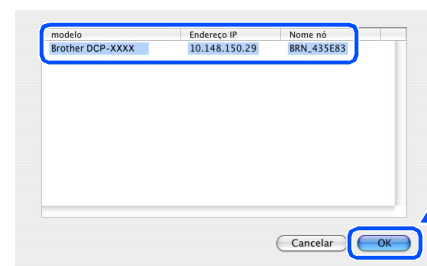 modelo Endereço IP Nome nó
Brother DCP-XXXX 10.148.150.29 BRN_435E83
Cancelar OK